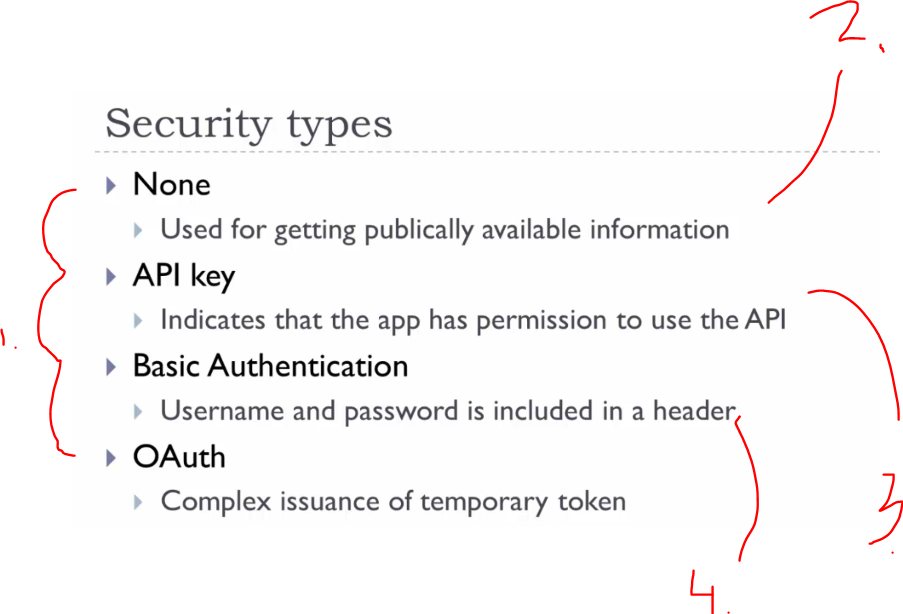 2.
Security types
None
Used for getting publically available information
API key
Indicates that the app has permission to use the API
1.
Basic Authentication
Username and password is included in a header
OAuth
Complex issuance of temporary token
3.
4.